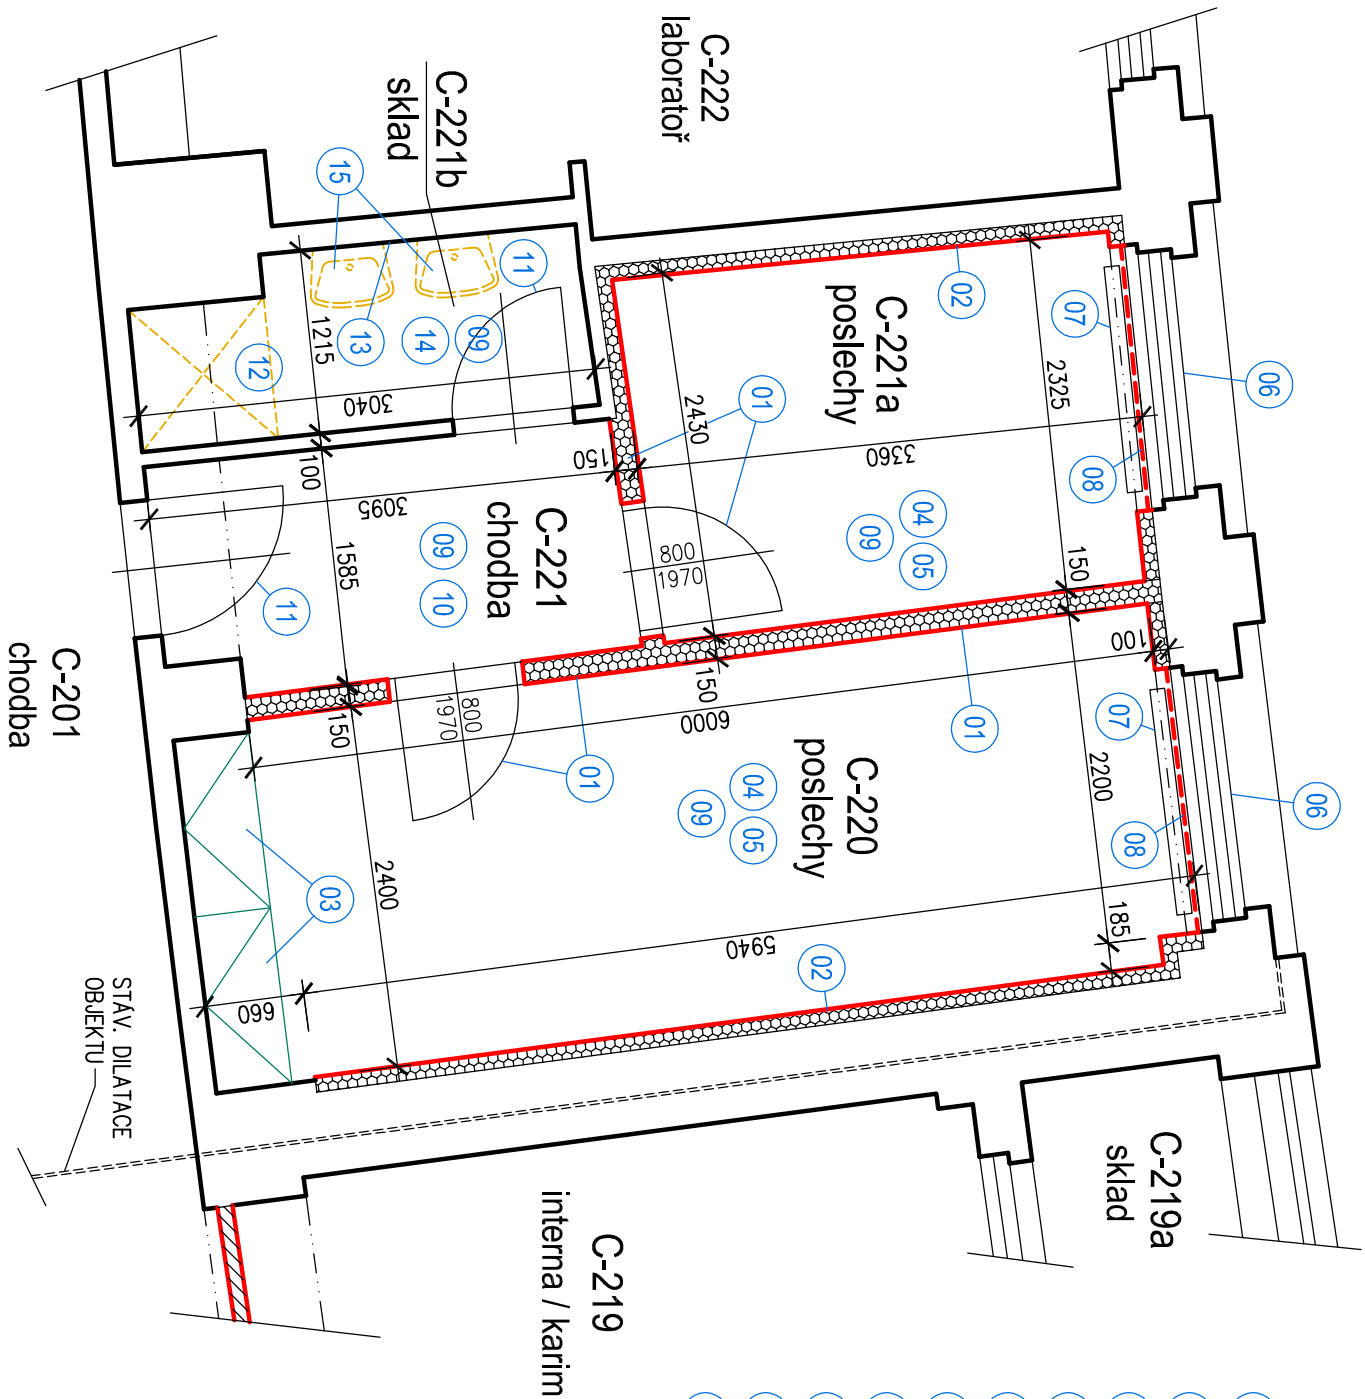 C-222
laboratoř
C-221b
sklad
15
11
13
14
09
12
1215
3040
100
C-221a
poslechy
02
07
06
2325
01
2430
3360
08
150
04
09
05
C-221
chodba
3095
09
10
1585
11
800
1970
150
100
150
01
6000
01
800
1970
150
C-220
poslechy
04
09
05
07
06
2200
08
185
2400
03
5940
02
660
C-201
chodba
STÁV. DILATACE
OBJEKTU
C-219a
sklad
C-219
interna / karim